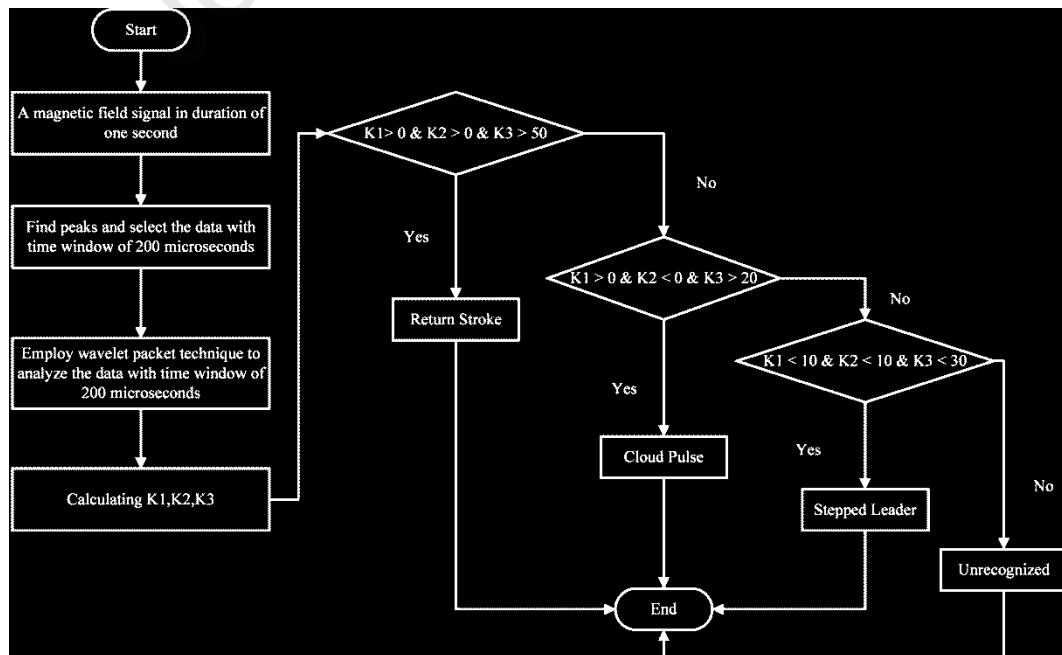 Start
A magnetic field signal in duration of
one second
Find peaks and select the data with
time window of 200 microseconds
Employ wavelet packet technique to
analyze the data with time window of
200 microseconds
Calculating K1,K2,K3
K1> 0 & K2 > 0 & K3 > 50
Yes
No
Return Stroke
K1 > 0 & K2 < 0 & K3 > 20
Yes
No
Cloud Pulse
K1 < 10 & K2 < 10 & K3 < 30
Yes
No
Stepped Leader
Unrecognized
End